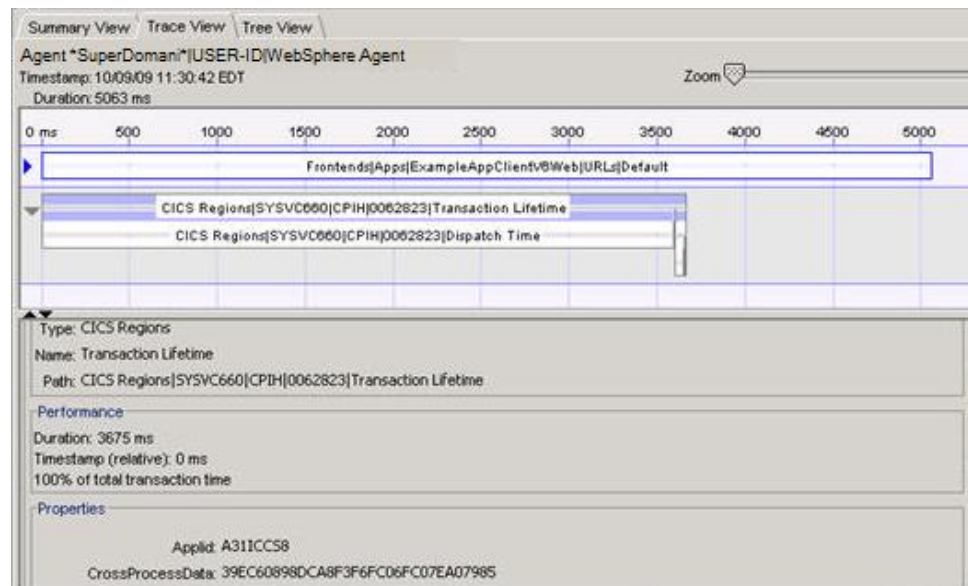 Summary View Trace View Tree View
Agent *SuperDomani*|USER-ID|WebSphere Agent
Timestamp: 10/09/09 11:30:42 EDT
Zoom
Duration: 5063 ms
0 ms 500 1000 1500 2000 2500 3000 3500 4000 4500 5000
Frontends|Apps|ExampleAppClientV6Web|URLs|Default
CICS Regions|SYSVC660|CPIH|0062823|Transaction Lifetime
CICS Regions|SYSVC660|CPIH|0062823|Dispatch Time
Type: CICS Regions
Name: Transaction Lifetime
Path: CICS Regions|SYSVC660|CPIH|0062823|Transaction Lifetime
Performance
Duration: 3675 ms
Timestamp (relative): 0 ms
100% of total transaction time
Properties
Applid: A31ICCS8
CrossProcessData: 39EC60898DCA8F3F6FC06FC07EA07985